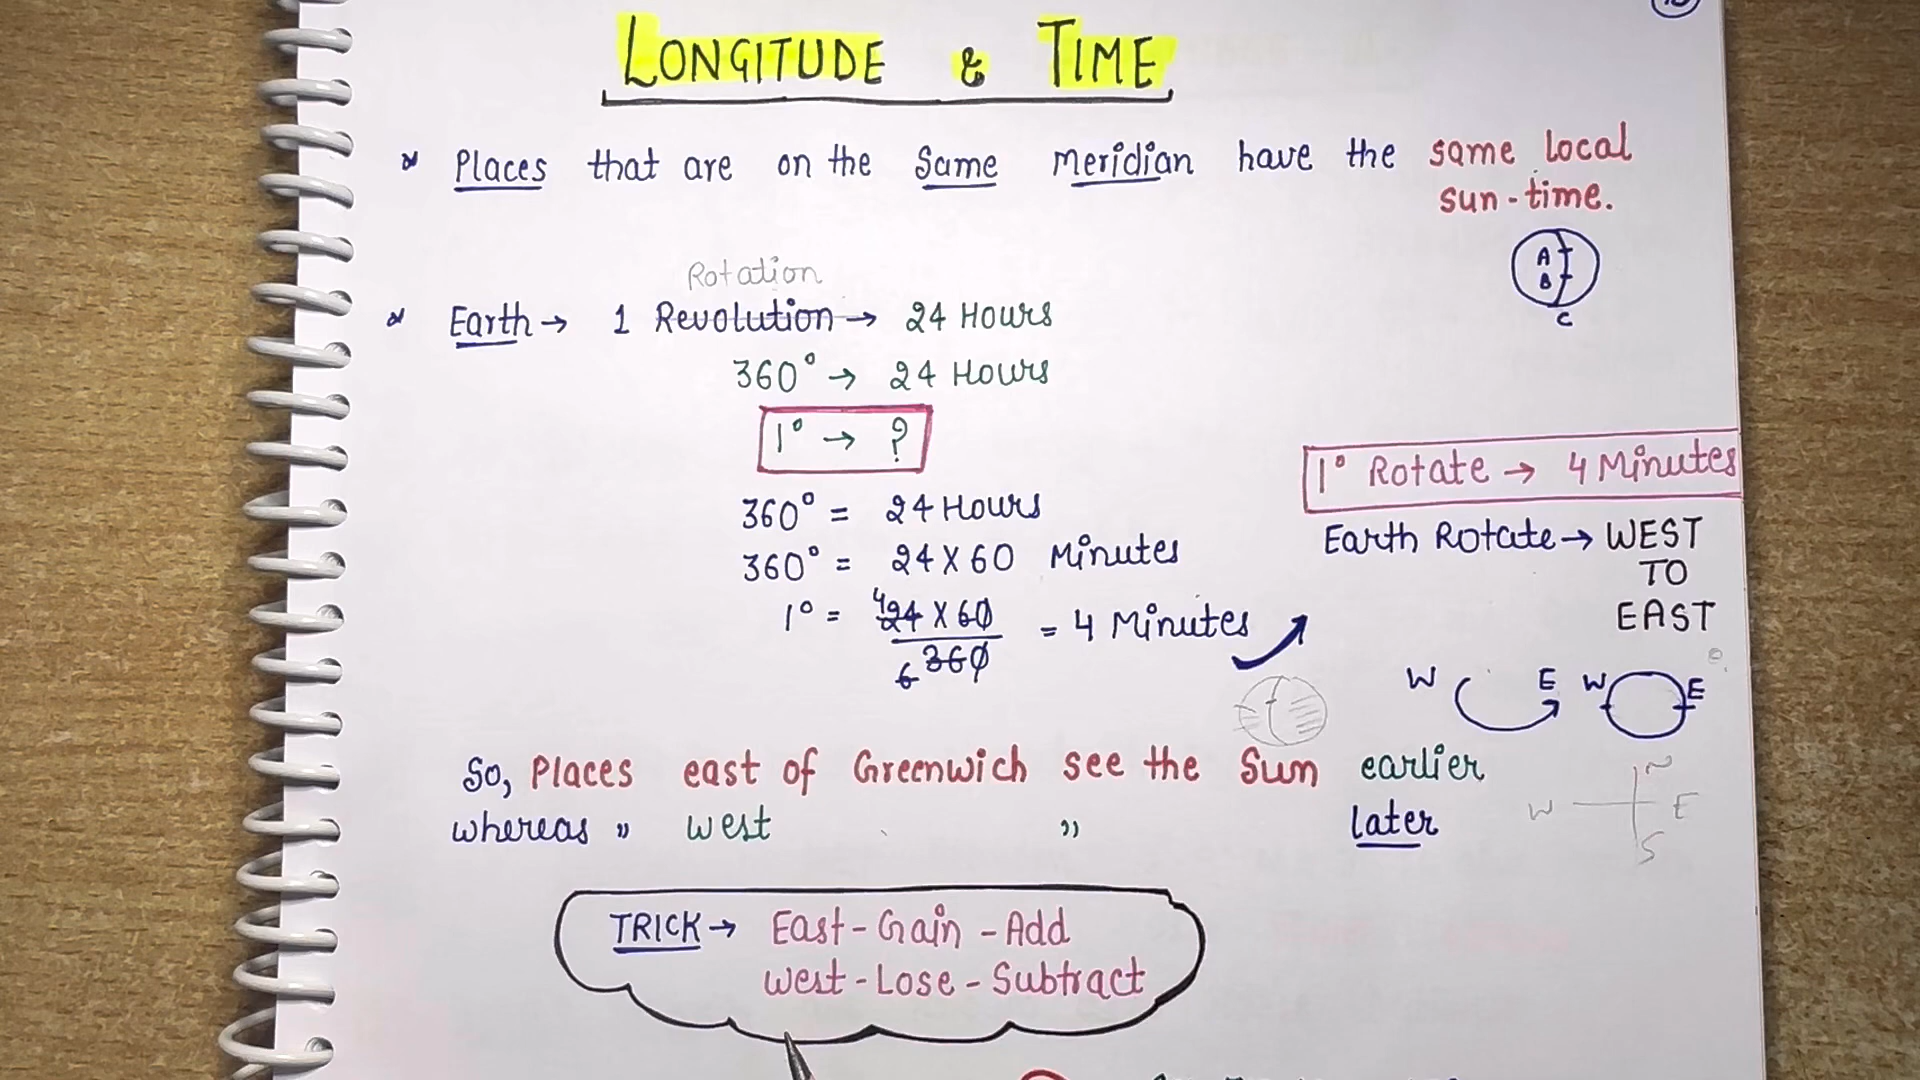 LONGITUDE & TIME
Places that are on the same meridian have the same local
sun-time.
A
B
C
Rotation
Earth → 1 Revolution → 24 Hours
360° → 24 Hours
1° → ?
1° Rotate → 4 Minutes
360° = 24 Hours
Earth Rotate → WEST
TO
EAST
360° = 24 X 60 Minutes
1° = 4 24 X 60 = 4 Minutes
6 360
W E W E
So, Places east of Greenwich see the Sun earlier
whereas " west " later
N
W E
S
TRICK → East - Gain - Add
West - Lose - Subtract